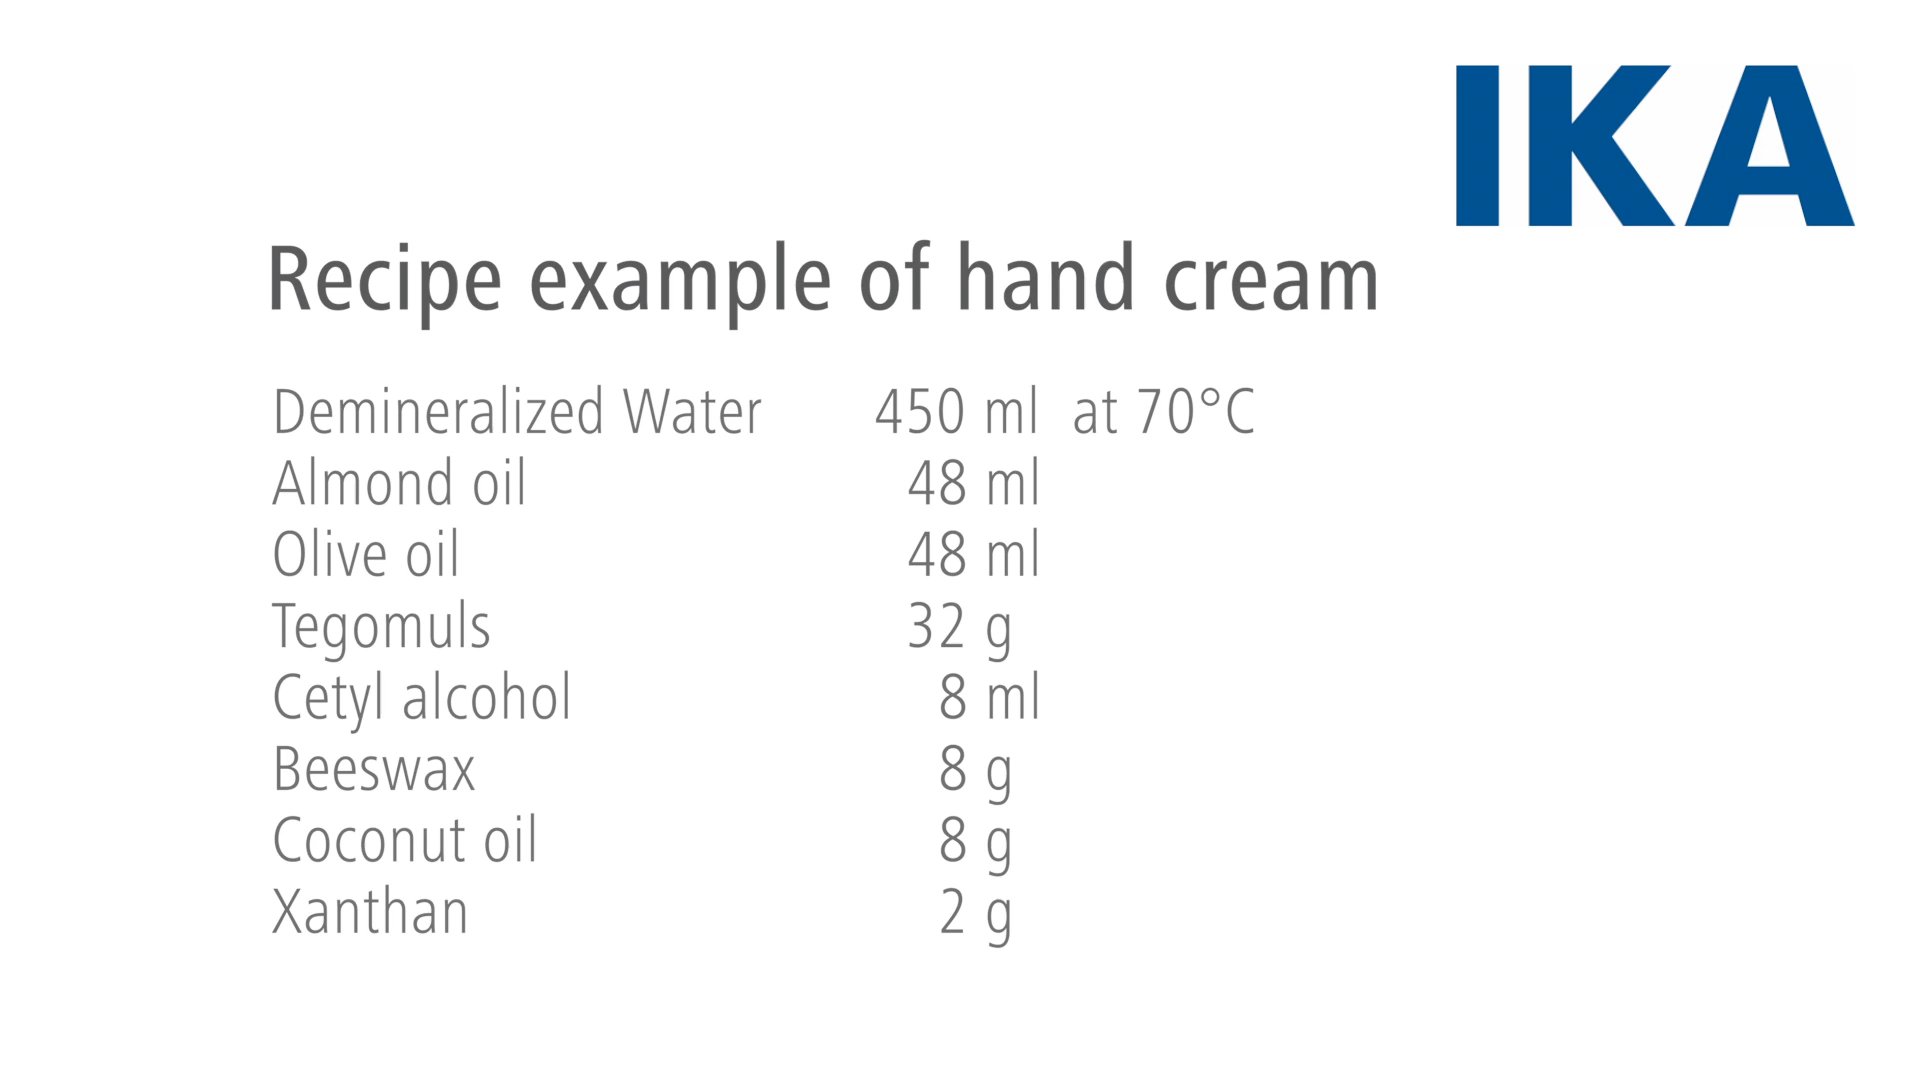 IKA
Recipe example of hand cream
Demineralized Water 450 ml at 70°C
Almond oil 48 ml
Olive oil 48 ml
Tegomuls 32 g
Cetyl alcohol 8 ml
Beeswax 8 g
Coconut oil 8 g
Xanthan 2 g